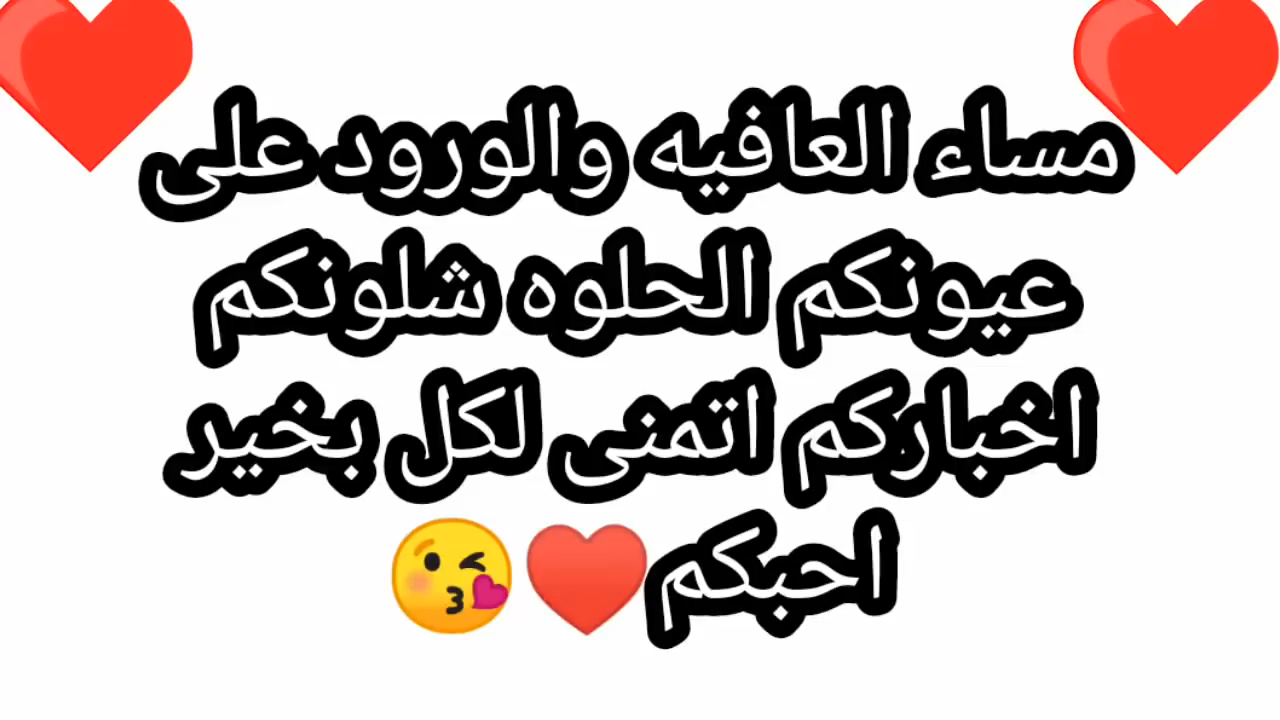 مساء العافيه والورود على
عيونكم الحلوه شلونكم
اخباركم اتمنى لكل بخير
احبكم♥️😘